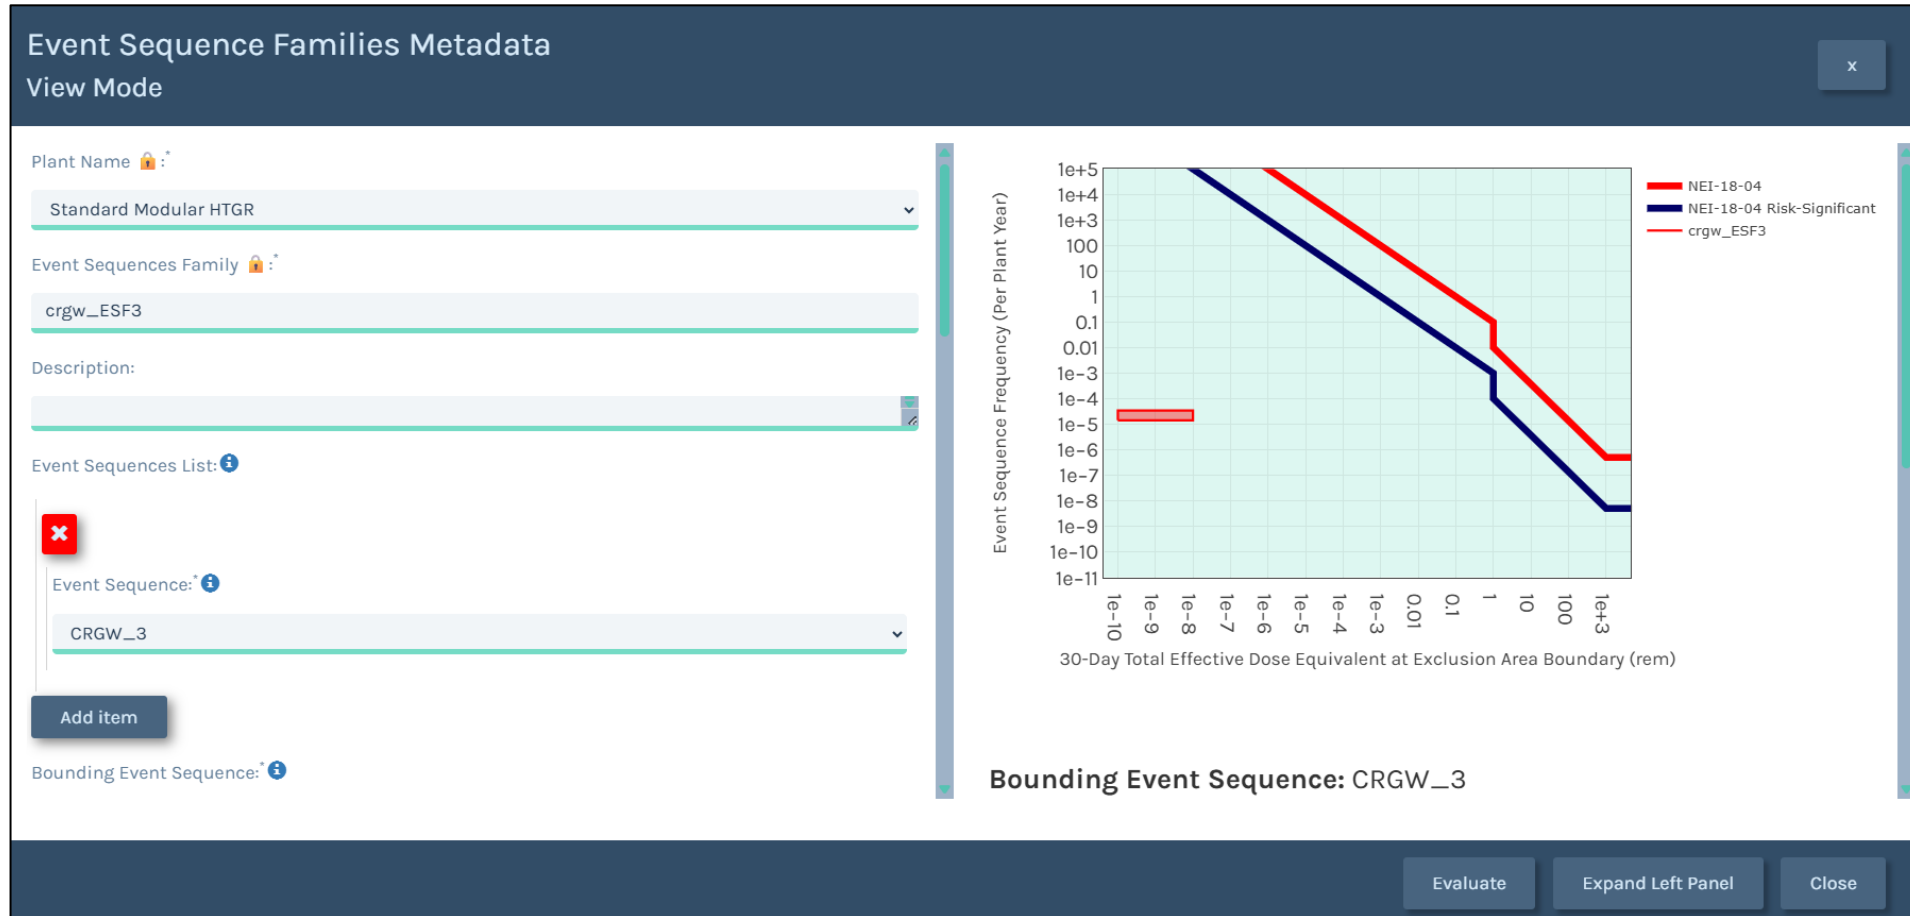 Event Sequence Families Metadata
View Mode
x
Plant Name :*
Standard Modular HTGR
Event Sequences Family :*
crgw_ESF3
Description:
Event Sequences List:
Event Sequence:*
CRGW_3
Add item
Bounding Event Sequence:*
Event Sequence Frequency (Per Plant Year)
1e+5
1e+4
1e+3
100
10
1
0.1
0.01
1e-3
1e-4
1e-5
1e-6
1e-7
1e-8
1e-9
1e-10
1e-11
1e-10
1e-9
1e-8
1e-7
1e-6
1e-5
1e-4
1e-3
0.01
0.1
1
10
100
1e+3
30-Day Total Effective Dose Equivalent at Exclusion Area Boundary (rem)
NEI-18-04
NEI-18-04 Risk-Significant
crgw_ESF3
Bounding Event Sequence: CRGW_3
Evaluate
Expand Left Panel
Close